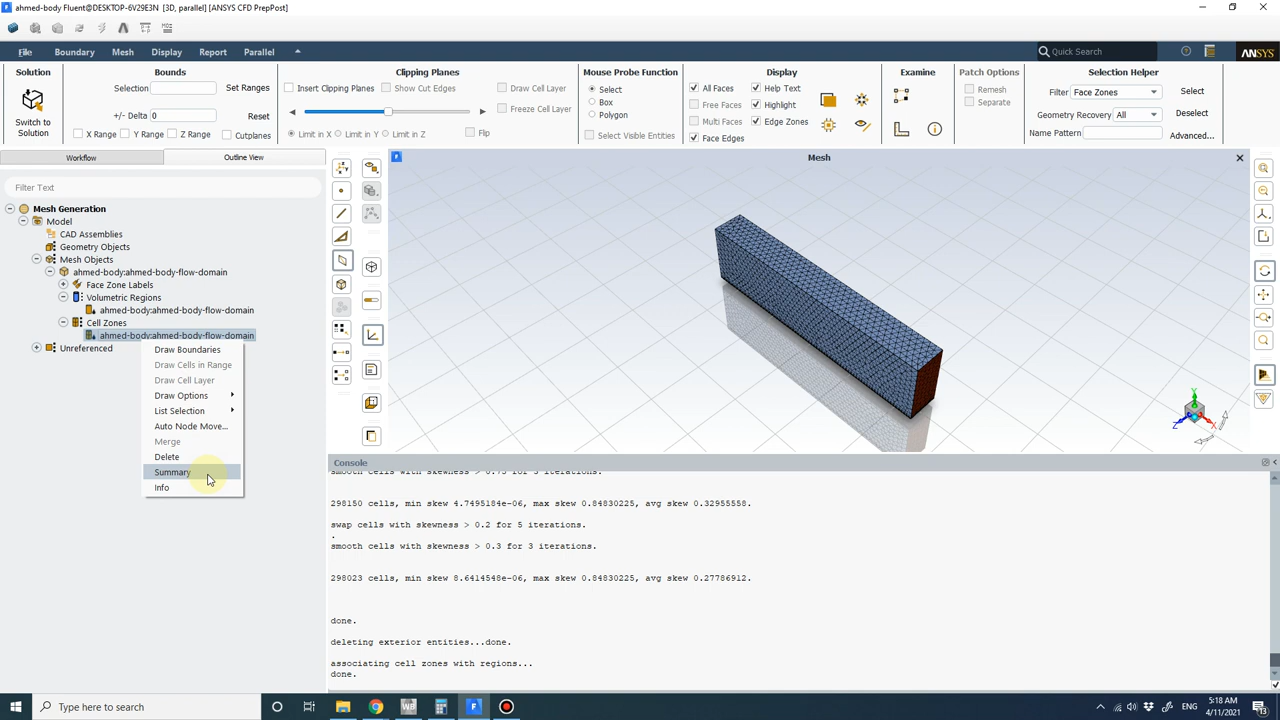 ahmed-body Fluent@DESKTOP-6V29E3N [3D, parallel] [ANSYS CFD PrepPost]
File Boundary Mesh Display Report Parallel Quick Search ANSYS
Solution Bounds Clipping Planes Mouse Probe Function Display Examine Patch Options Selection Helper
Switch to Solution
Selection Set Ranges
+/- Delta 0 Reset
X Range Y Range Z Range Cutplanes
Insert Clipping Planes Show Cut Edges Draw Cell Layer
Freeze Cell Layer
Limit in X Limit in Y Limit in Z Flip
Select
Box
Polygon
Select Visible Entities
All Faces Help Text
Free Faces Highlight
Multi Faces Edge Zones
Face Edges
Remesh
Separate
Filter Face Zones Select
Geometry Recovery All Deselect
Name Pattern Advanced...
Workflow Outline View
Filter Text
Mesh Generation
Model
CAD Assemblies
Geometry Objects
Mesh Objects
ahmed-body:ahmed-body-flow-domain
Face Zone Labels
Volumetric Regions
ahmed-body:ahmed-body-flow-domain
Cell Zones
ahmed-body:ahmed-body-flow-domain
Unreferenced
Draw Boundaries
Draw Cells in Range
Draw Cell Layer
Draw Options
List Selection
Auto Node Move...
Merge
Delete
Summary
Info
Mesh
Y
X
Z
Console
smooth cells with skewness > 0.75 for 3 iterations.
298150 cells, min skew 4.7495184e-06, max skew 0.84830225, avg skew 0.32955558.
swap cells with skewness > 0.2 for 5 iterations.
.
smooth cells with skewness > 0.3 for 3 iterations.
298023 cells, min skew 8.6414548e-06, max skew 0.84830225, avg skew 0.27786912.
done.
deleting exterior entities...done.
associating cell zones with regions...
done.
Type here to search
ENG
5:18 AM
4/11/2021